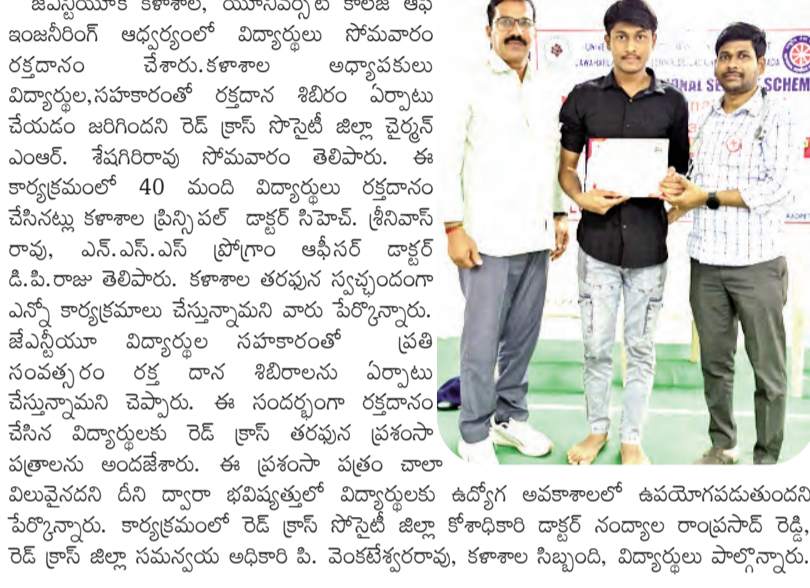 జేఎన్టీయూకే కళాశాల, యూనివర్సిటీ కాలేజ్ ఆఫ్
ఇంజనీరింగ్ ఆధ్వర్యంలో విద్యార్థులు సోమవారం
రక్తదానం చేశారు.కళాశాల అధ్యాపకులు
విద్యార్థుల,సహకారంతో రక్తదాన శిబిరం ఏర్పాటు
చేయడం జరిగిందని రెడ్ క్రాస్ సొసైటీ జిల్లా చైర్మన్
ఎంఆర్. శేషగిరిరావు సోమవారం తెలిపారు. ఈ
కార్యక్రమంలో 40 మంది విద్యార్థులు రక్తదానం
చేసినట్లు కళాశాల ప్రిన్సిపల్ డాక్టర్ సిహెచ్. శ్రీనివాస్
రావు, ఎన్.ఎస్.ఎస్ ప్రోగ్రాం ఆఫీసర్ డాక్టర్
డి.పి.రాజు తెలిపారు. కళాశాల తరఫున స్వచ్ఛందంగా
ఎన్నో కార్యక్రమాలు చేస్తున్నామని వారు పేర్కొన్నారు.
జేఎన్టీయూ విద్యార్థుల సహకారంతో ప్రతి
సంవత్సరం రక్త దాన శిబిరాలను ఏర్పాటు
చేస్తున్నామని చెప్పారు. ఈ సందర్భంగా రక్తదానం
చేసిన విద్యార్థులకు రెడ్ క్రాస్ తరఫున ప్రశంసా
పత్రాలను అందజేశారు. ఈ ప్రశంసా పత్రం చాలా
విలువైనదని దీని ద్వారా భవిష్యత్తులో విద్యార్థులకు ఉద్యోగ అవకాశాలలో ఉపయోగపడుతుందని
పేర్కొన్నారు. కార్యక్రమంలో రెడ్ క్రాస్ సోసైటీ జిల్లా కోశాధికారి డాక్టర్ నంద్యాల రాంప్రసాద్ రెడ్డి,
రెడ్ క్రాస్ జిల్లా సమన్వయ అధికారి పి. వెంకటేశ్వరరావు, కళాశాల సిబ్బంది, విద్యార్థులు పాల్గొన్నారు.
SCHEM